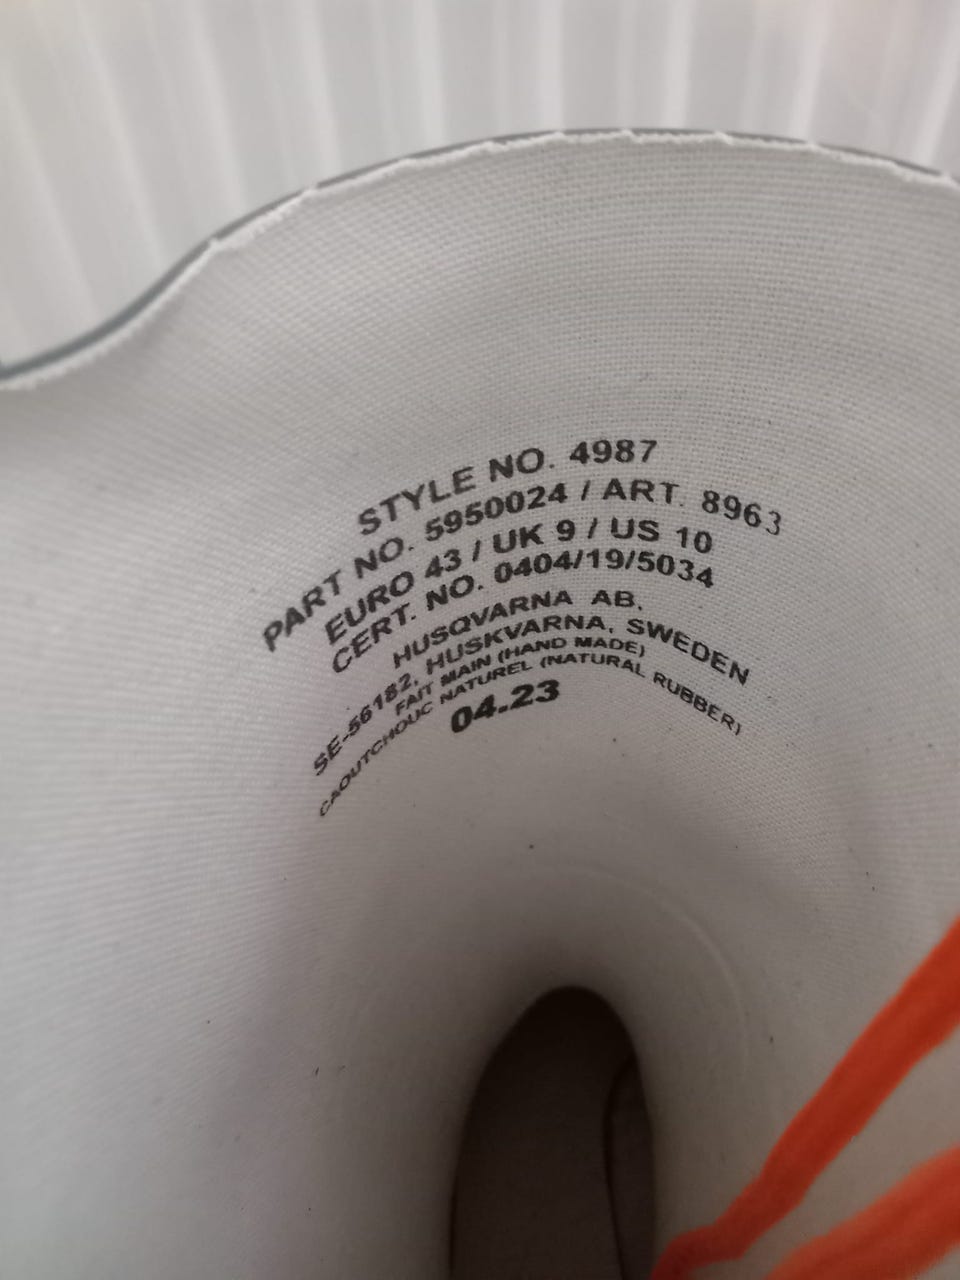 STYLE NO. 4987
PART NO. 5950024 / ART. 8963
EURO 43 / UK 9 / US 10
CERT. NO. 0404/19/5034
HUSQVARNA AB,
SE-56182, HUSKVARNA, SWEDEN
FAIT MAIN (HAND MADE)
CAOUTCHOUC NATUREL (NATURAL RUBBER)
04.23